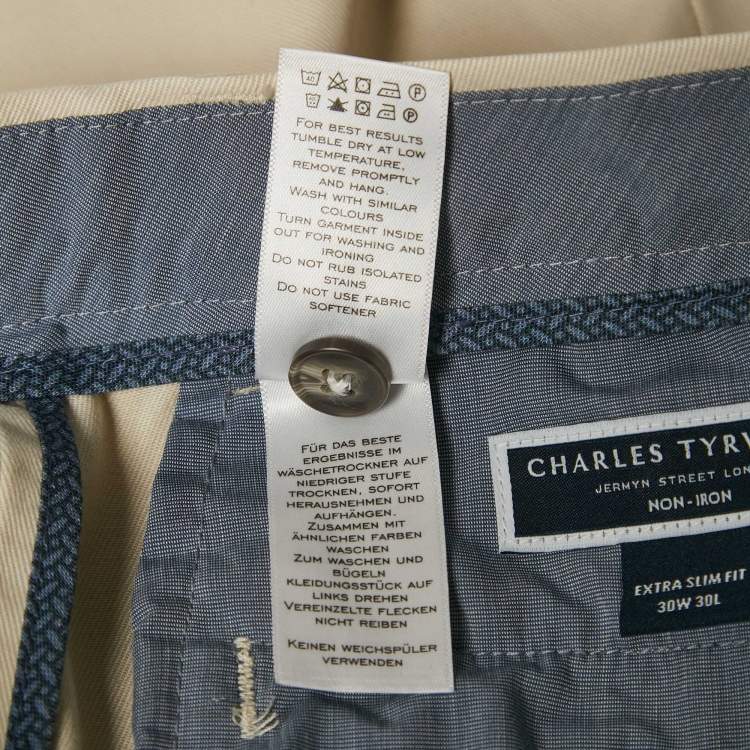 FOR BEST RESULTS
TUMBLE DRY AT LOW
TEMPERATURE,
REMOVE PROMPTLY
AND HANG.
WASH WITH SIMILAR
COLOURS
TURN GARMENT INSIDE
OUT FOR WASHING AND
IRONING
DO NOT RUB ISOLATED
STAINS
DO NOT USE FABRIC
SOFTENER
FÜR DAS BESTE
ERGEBNISSE IM
WÄSCHETROCKNER AUF
NIEDRIGER STUFE
TROCKNEN, SOFORT
HERAUSNEHMEN UND
AUFHÄNGEN.
ZUSAMMEN MIT
ÄHNLICHEN FARBEN
WASCHEN
ZUM WASCHEN UND
BÜGELN
KLEIDUNGSSTÜCK AUF
LINKS DREHEN
VEREINZELTE FLECKEN
NICHT REIBEN
KEINEN WEICHSPÜLER
VERWENDEN
CHARLES TYR
JERMYN STREET LON
NON-IRON
EXTRA SLIM FIT
30W 30L